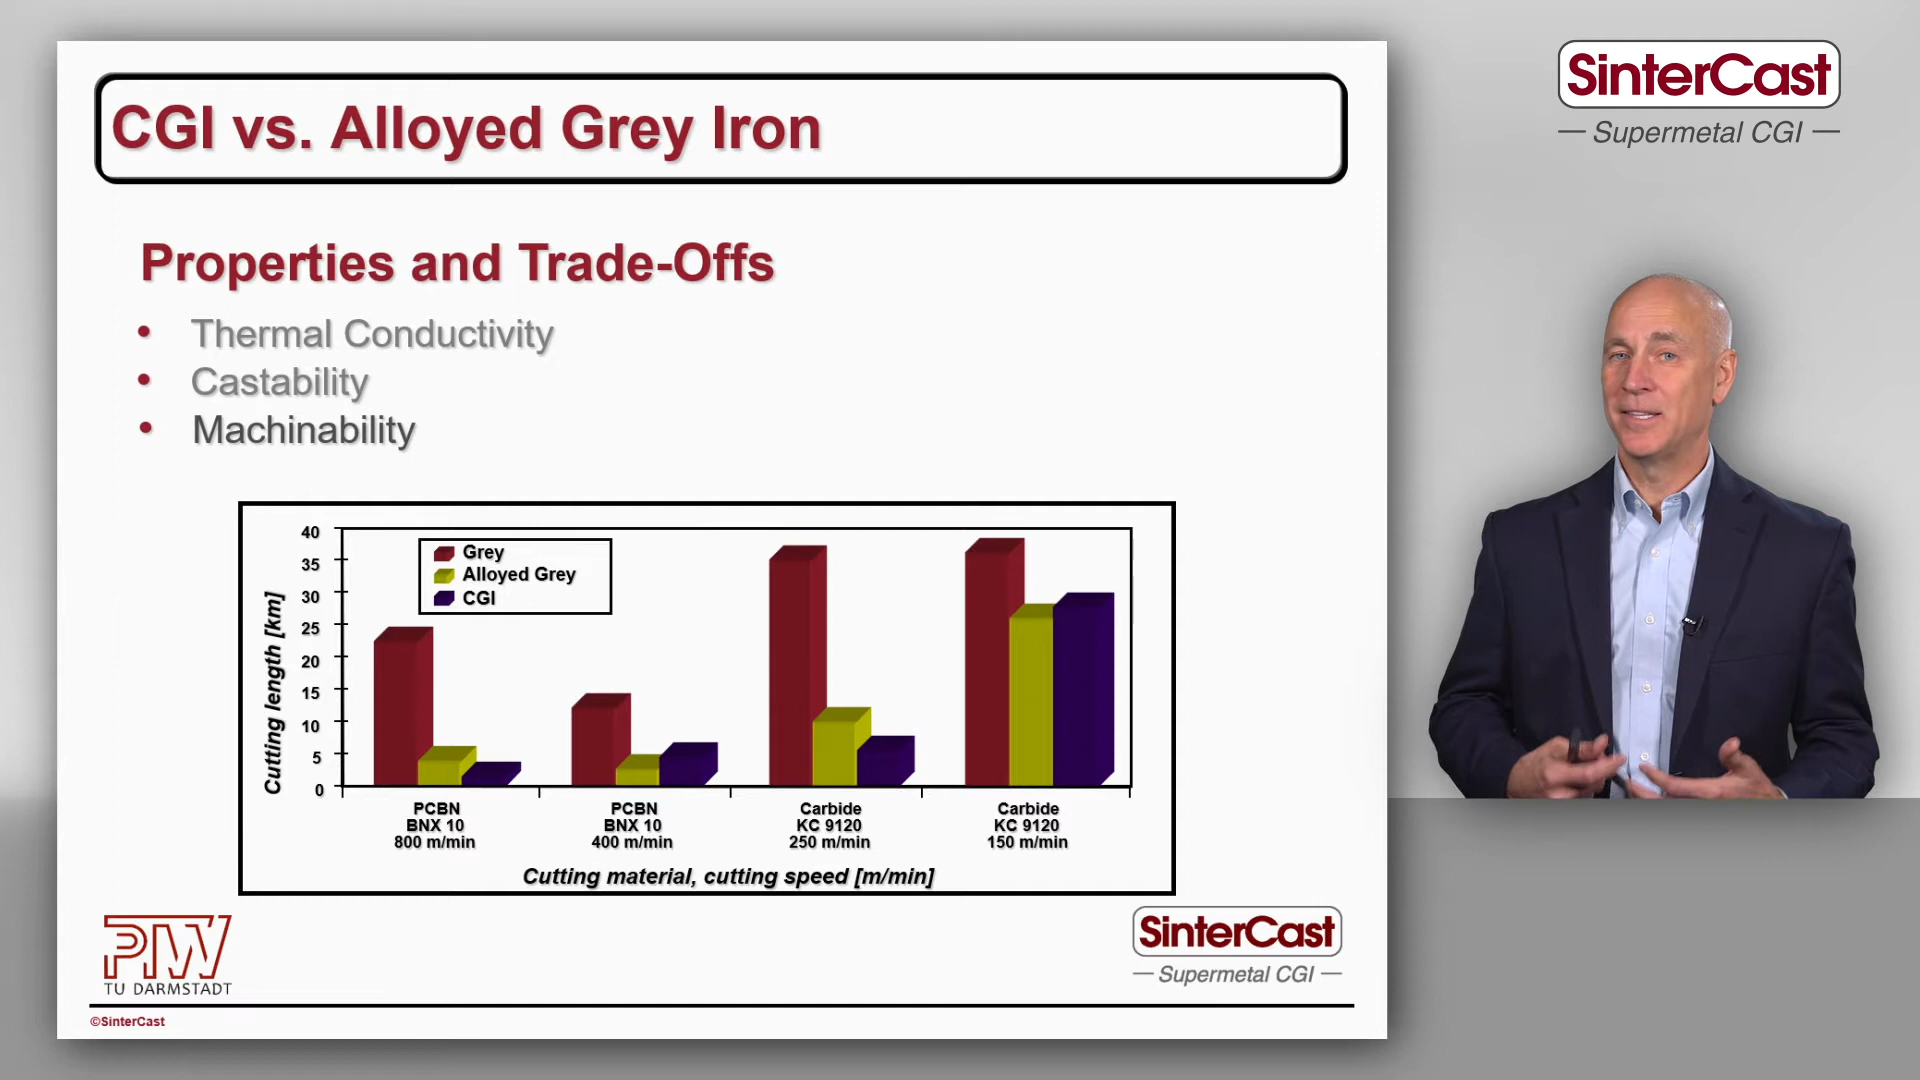 SinterCast
Supermetal CGI
CGI vs. Alloyed Grey Iron
Properties and Trade-Offs
• Thermal Conductivity
• Castability
• Machinability
Cutting length [km]
40
35
30
25
20
15
10
5
0
Grey
Alloyed Grey
CGI
PCBN
BNX 10
800 m/min
PCBN
BNX 10
400 m/min
Carbide
KC 9120
250 m/min
Carbide
KC 9120
150 m/min
Cutting material, cutting speed [m/min]
PTW
TU DARMSTADT
SinterCast
Supermetal CGI
©SinterCast